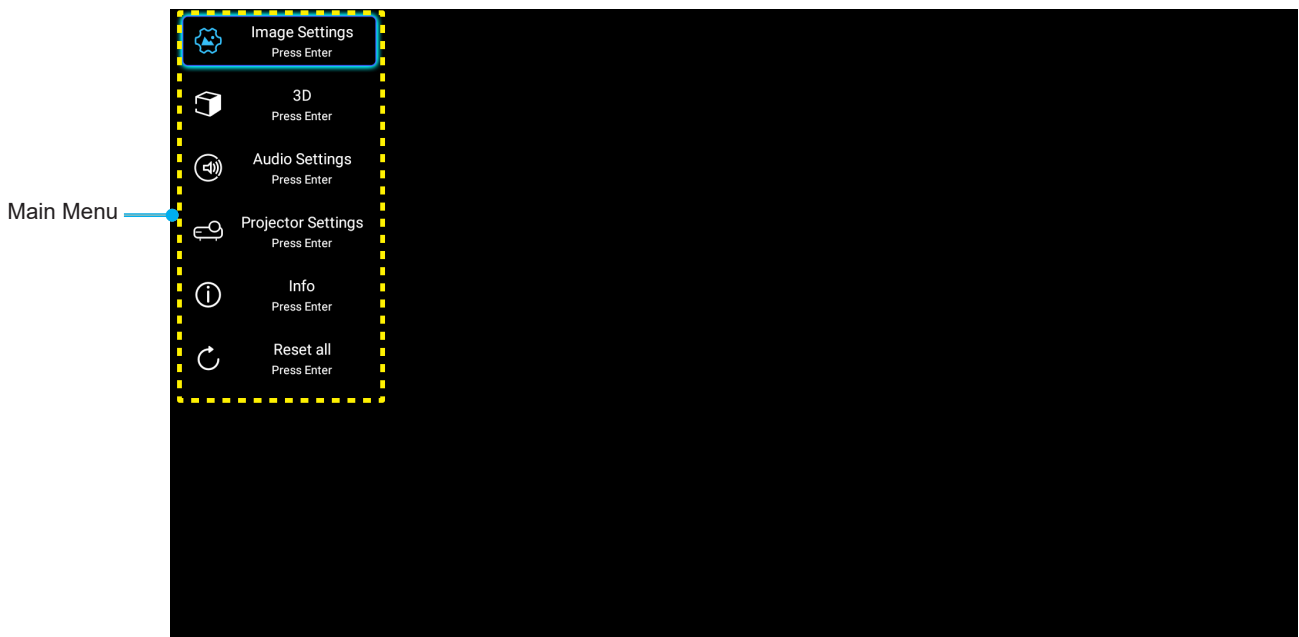 Image Settings
Press Enter
3D
Press Enter
Audio Settings
Press Enter
Main Menu
Projector Settings
Press Enter
Info
Press Enter
Reset all
Press Enter